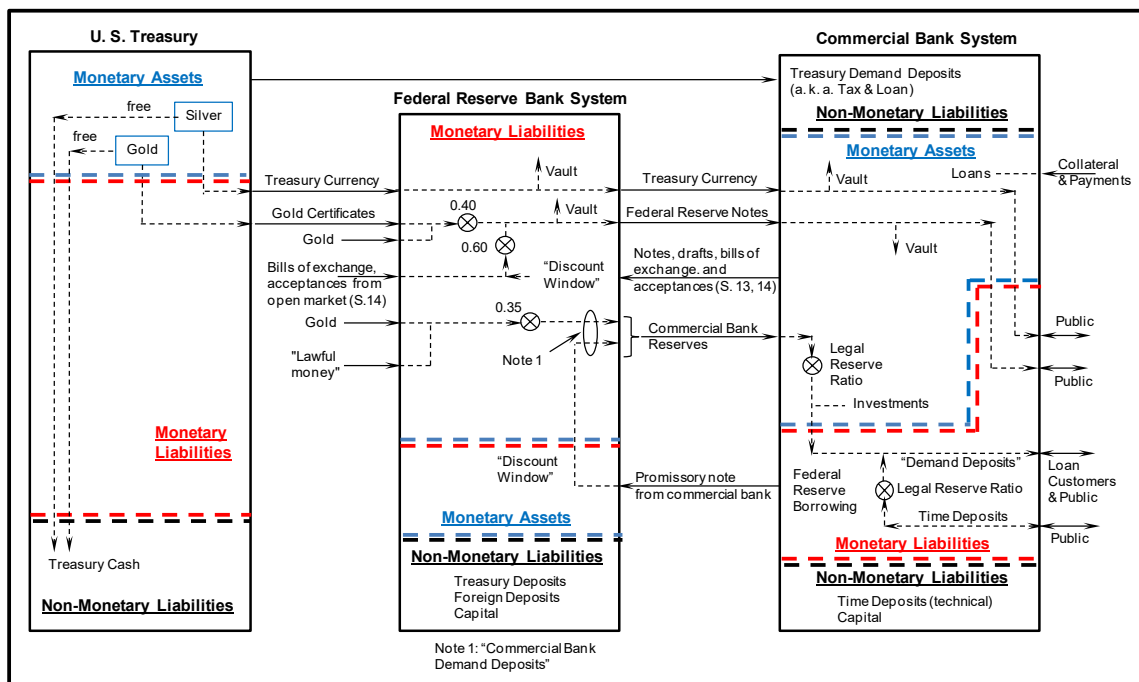 U. S. Treasury
Monetary Assets
free
Silver
free
Gold
Monetary
Liabilities
Treasury Cash
Non-Monetary Liabilities
Treasury Currency
Gold Certificates
Gold
Bills of exchange,
acceptances from
open market (S.14)
Gold
"Lawful
money"
Federal Reserve Bank System
Monetary Liabilities
Vault
0.40
Vault
0.60
“Discount
Window”
0.35
Note 1
“Discount
Window”
Monetary Assets
Non-Monetary Liabilities
Treasury Deposits
Foreign Deposits
Capital
Note 1: “Commercial Bank
Demand Deposits”
Treasury Currency
Federal Reserve Notes
Notes, drafts, bills of
exchange. and
acceptances (S. 13, 14)
Commercial Bank
Reserves
Promissory note
from commercial bank
Commercial Bank System
Treasury Demand Deposits
(a. k. a. Tax & Loan)
Non-Monetary Liabilities
Monetary Assets
Vault
Loans
Vault
Legal
Reserve
Ratio
Investments
“Demand Deposits”
Federal
Reserve
Borrowing
Legal Reserve Ratio
Time Deposits
Monetary Liabilities
Non-Monetary Liabilities
Time Deposits (technical)
Capital
Collateral
& Payments
Public
Public
Loan
Customers
& Public
Public